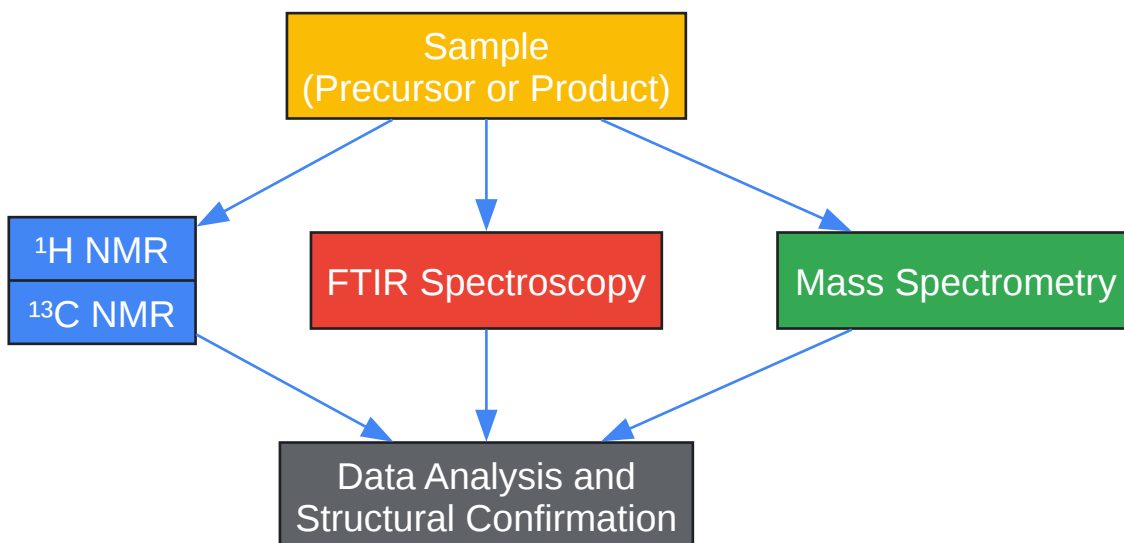 Sample
(Precursor or Product)
¹H NMR
¹³C NMR
FTIR Spectroscopy
Mass Spectrometry
Data Analysis and
Structural Confirmation